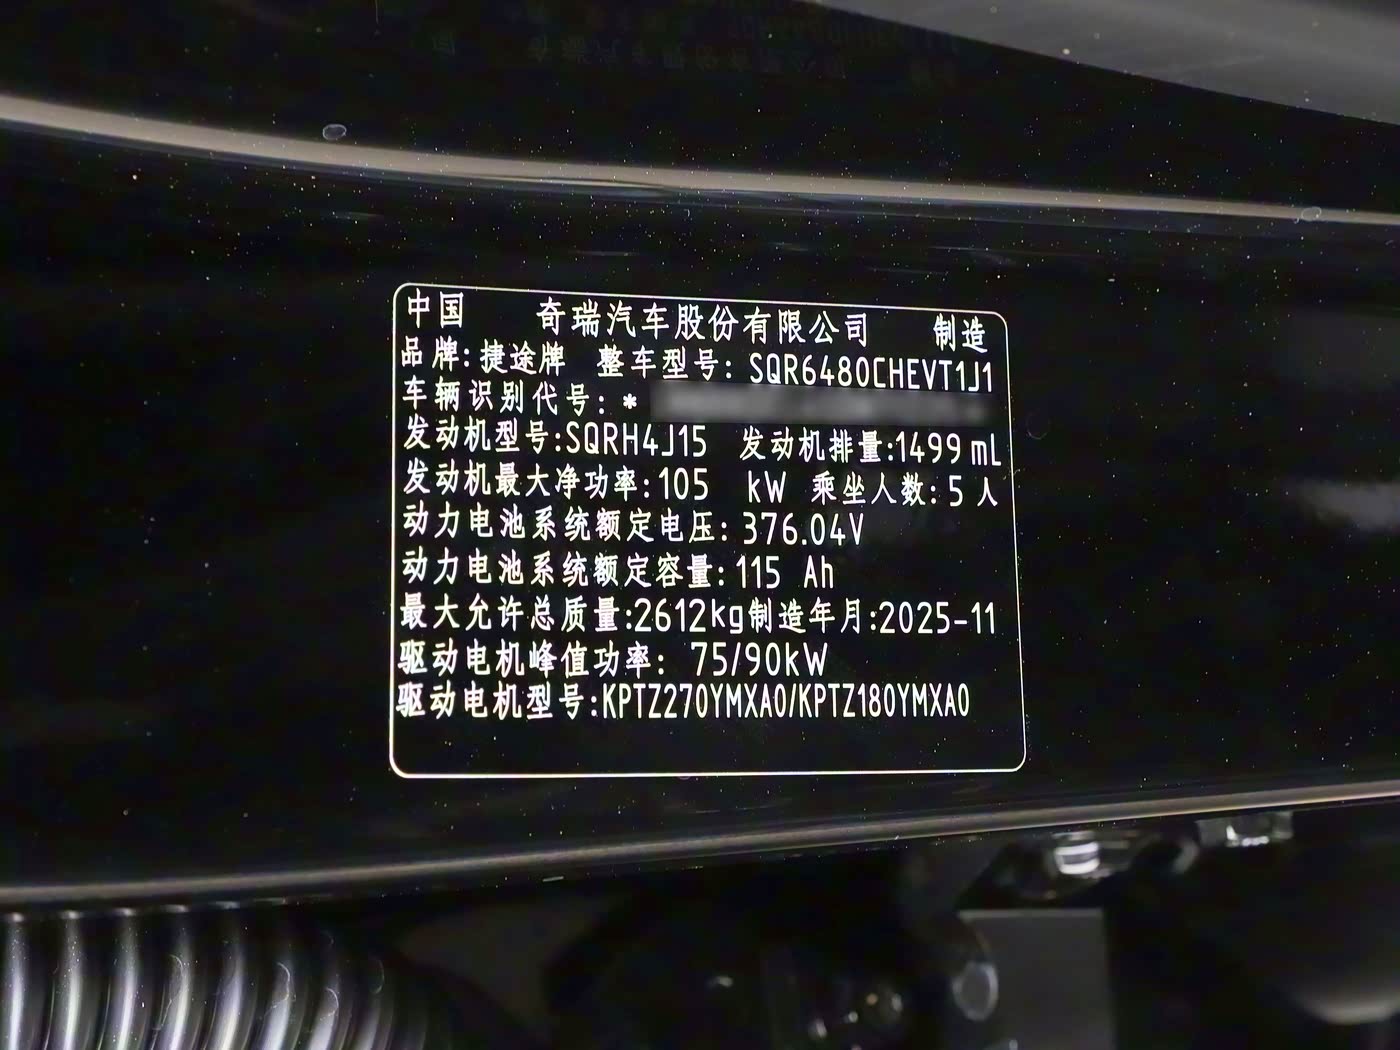 中国 奇瑞汽车股份有限公司 制造
品牌:捷途牌 整车型号:SQR6480CHEVT1J1
车辆识别代号:*
发动机型号:SQRH4J15 发动机排量:1499 mL
发动机最大净功率:105 kW 乘坐人数:5 人
动力电池系统额定电压:376.04V
动力电池系统额定容量:115 Ah
最大允许总质量:2612kg制造年月:2025-11
驱动电机峰值功率: 75/90kW
驱动电机型号:KPTZ270YMXA0/KPTZ180YMXA0